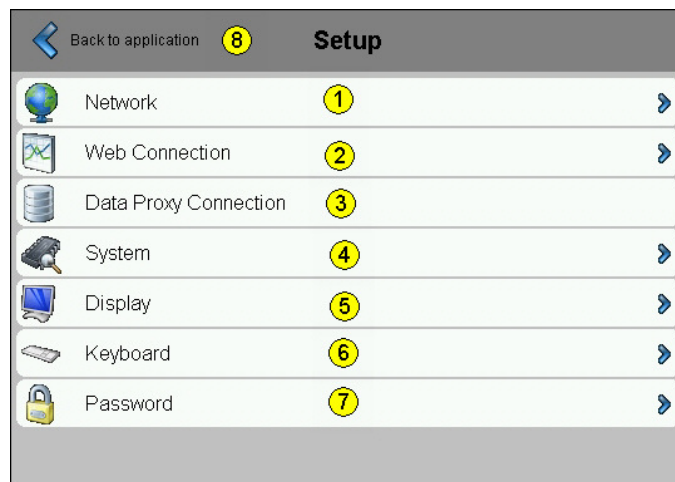 Back to application 8 Setup
Network 1
Web Connection 2
Data Proxy Connection 3
System 4
Display 5
Keyboard 6
Password 7